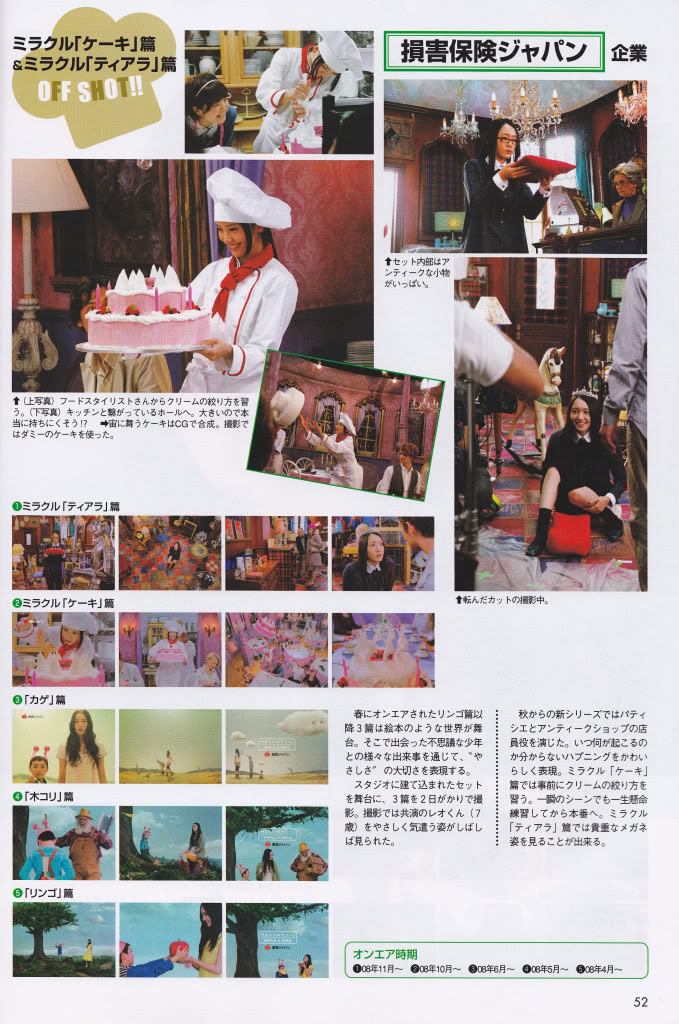 ミラクル「ケーキ」篇
&ミラクル「ティアラ」篇
OFF SHOT!!
損害保険ジャパン 企業
⬆セット内部はア
ンティークな小物
がいっぱい。
⬆（上写真）フードスタイリストさんからクリームの絞り方を習
う。（下写真）キッチンと繋がっているホールへ。大きいので本
当に持ちにくそう!? ➡宙に舞うケーキはCGで合成。撮影で
はダミーのケーキを使った。
⬆転んだカットの撮影中。
❶ミラクル「ティアラ」篇
❷ミラクル「ケーキ」篇
❸「カゲ」篇
損保ジャパン
❹「木コリ」篇
損保ジャパン
❺「リンゴ」篇
損保ジャパン
春にオンエアされたリンゴ篇以
降3篇は絵本のような世界が舞
台。そこで出会った不思議な少年
との様々な出来事を通じて、“や
さしさ”の大切さを表現する。
スタジオに建て込まれたセット
を舞台に、3篇を2日がかりで撮
影。撮影では共演のレオくん（7
歳）をやさしく気遣う姿がしばし
ば見られた。
秋からの新シリーズではパティ
シエとアンティークショップの店
員役を演じた。いつ何が起こるの
か分からないハプニングをかわい
らしく表現。ミラクル「ケーキ」
篇では事前にクリームの絞り方を
習う。一瞬のシーンでも一生懸命
練習してから本番へ。ミラクル
「ティアラ」篇では貴重なメガネ
姿を見ることが出来る。
オンエア時期
❶08年11月〜 ❷08年10月〜 ❸08年6月〜 ❹08年5月〜 ❺08年4月〜
52